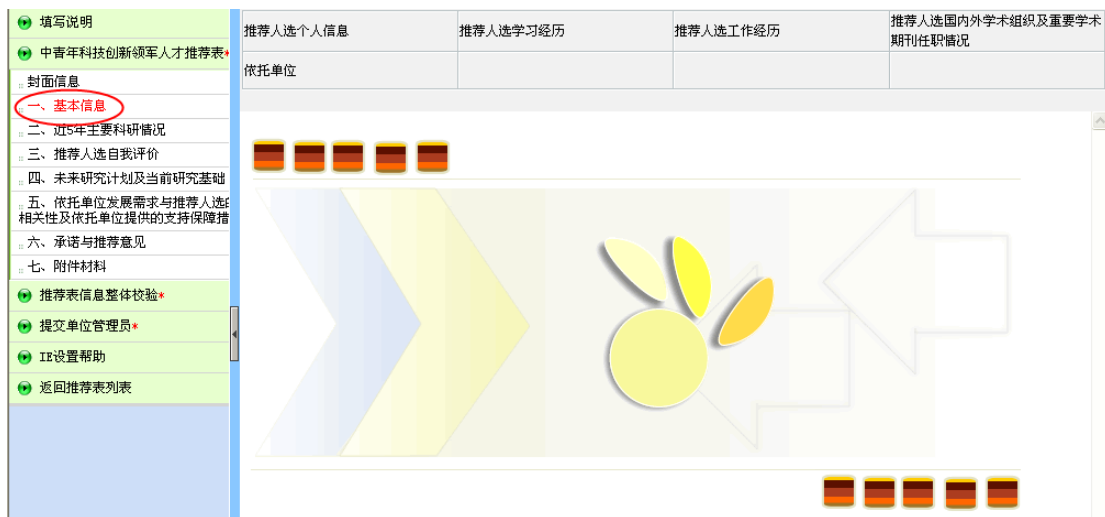 填写说明
中青年科技创新领军人才推荐表*
封面信息
一、基本信息
二、近5年主要科研情况
三、推荐人选自我评价
四、未来研究计划及当前研究基础
五、依托单位发展需求与推荐人选的
相关性及依托单位提供的支持保障措
六、承诺与推荐意见
七、附件材料
推荐表信息整体校验*
提交单位管理员*
IE设置帮助
返回推荐表列表
推荐人选个人信息
推荐人选学习经历
推荐人选工作经历
推荐人选国内外学术组织及重要学术
期刊任职情况
依托单位